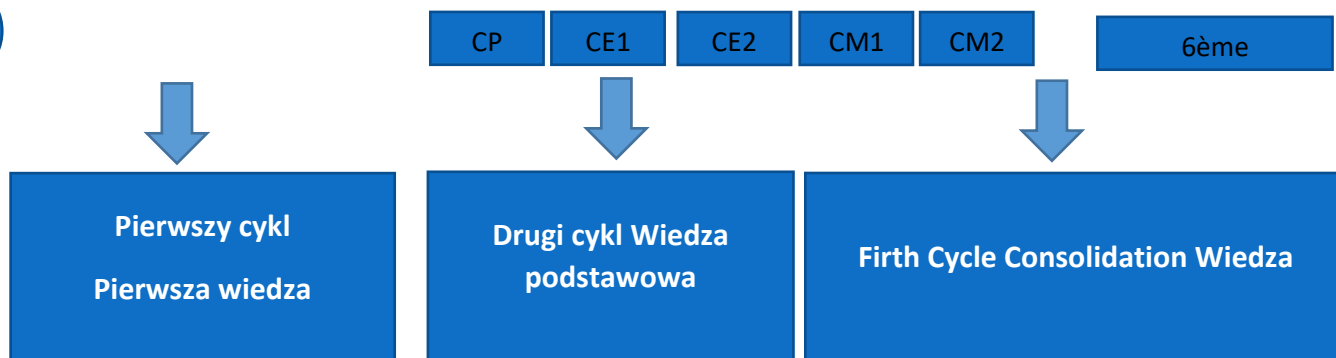 CP CE1 CE2 CM1 CM2 6ème
Pierwszy cykl
Pierwsza wiedza
Drugi cykl Wiedza
podstawowa
Firth Cycle Consolidation Wiedza